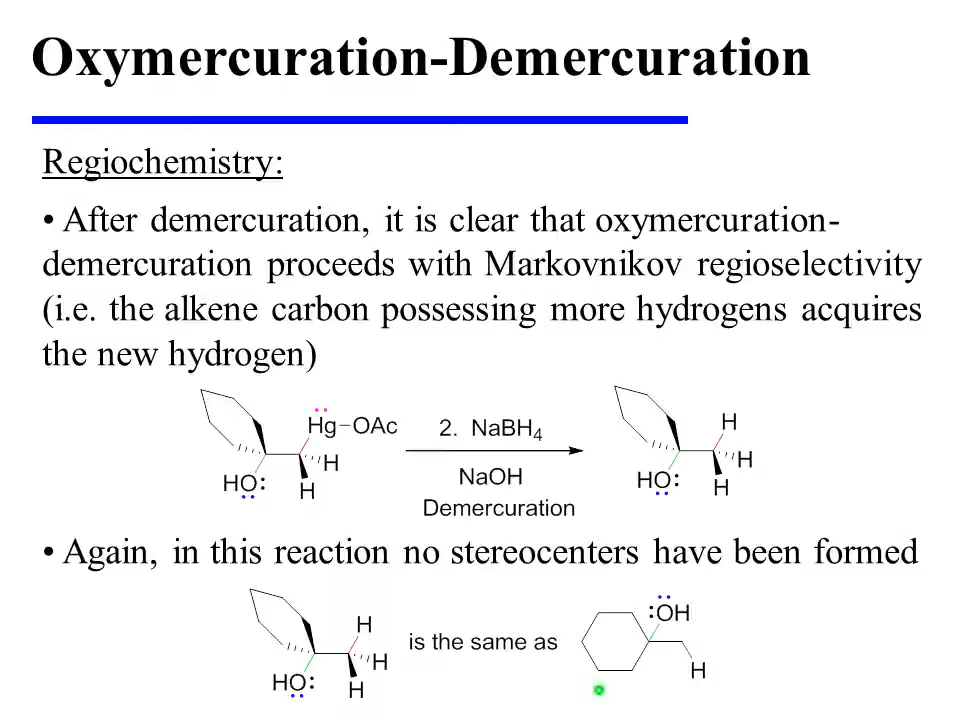 Oxymercuration-Demercuration
Regiochemistry:
• After demercuration, it is clear that oxymercuration-
demercuration proceeds with Markovnikov regioselectivity
(i.e. the alkene carbon possessing more hydrogens acquires
the new hydrogen)
Hg-OAc
H
H
HO:
2. NaBH4
NaOH
Demercuration
H
H
H
HO:
• Again, in this reaction no stereocenters have been formed
H
H
H
HO:
is the same as
:OH
H